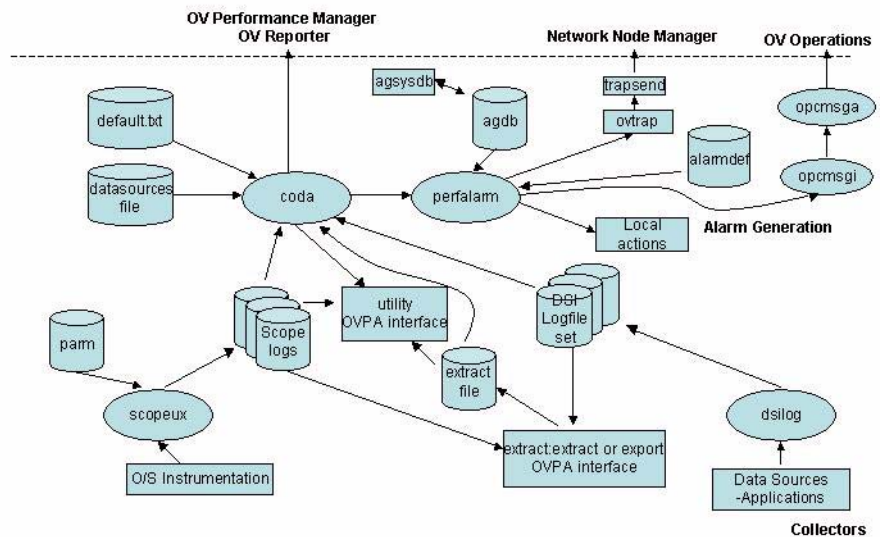 OV Performance Manager
OV Reporter
Network Node Manager
OV Operations
agsysdb
trapsend
default.txt
agdb
ovtrap
opcmsga
alarmdef
datasources
file
coda
perfalarm
opcmsgi
Local
actions
Alarm Generation
utility
OVPA interface
DSI
Logfile
set
parm
Scope
logs
extract
file
scopeux
dsilog
extract:extract or export
OVPA interface
O/S Instrumentation
Data Sources
-Applications
Collectors